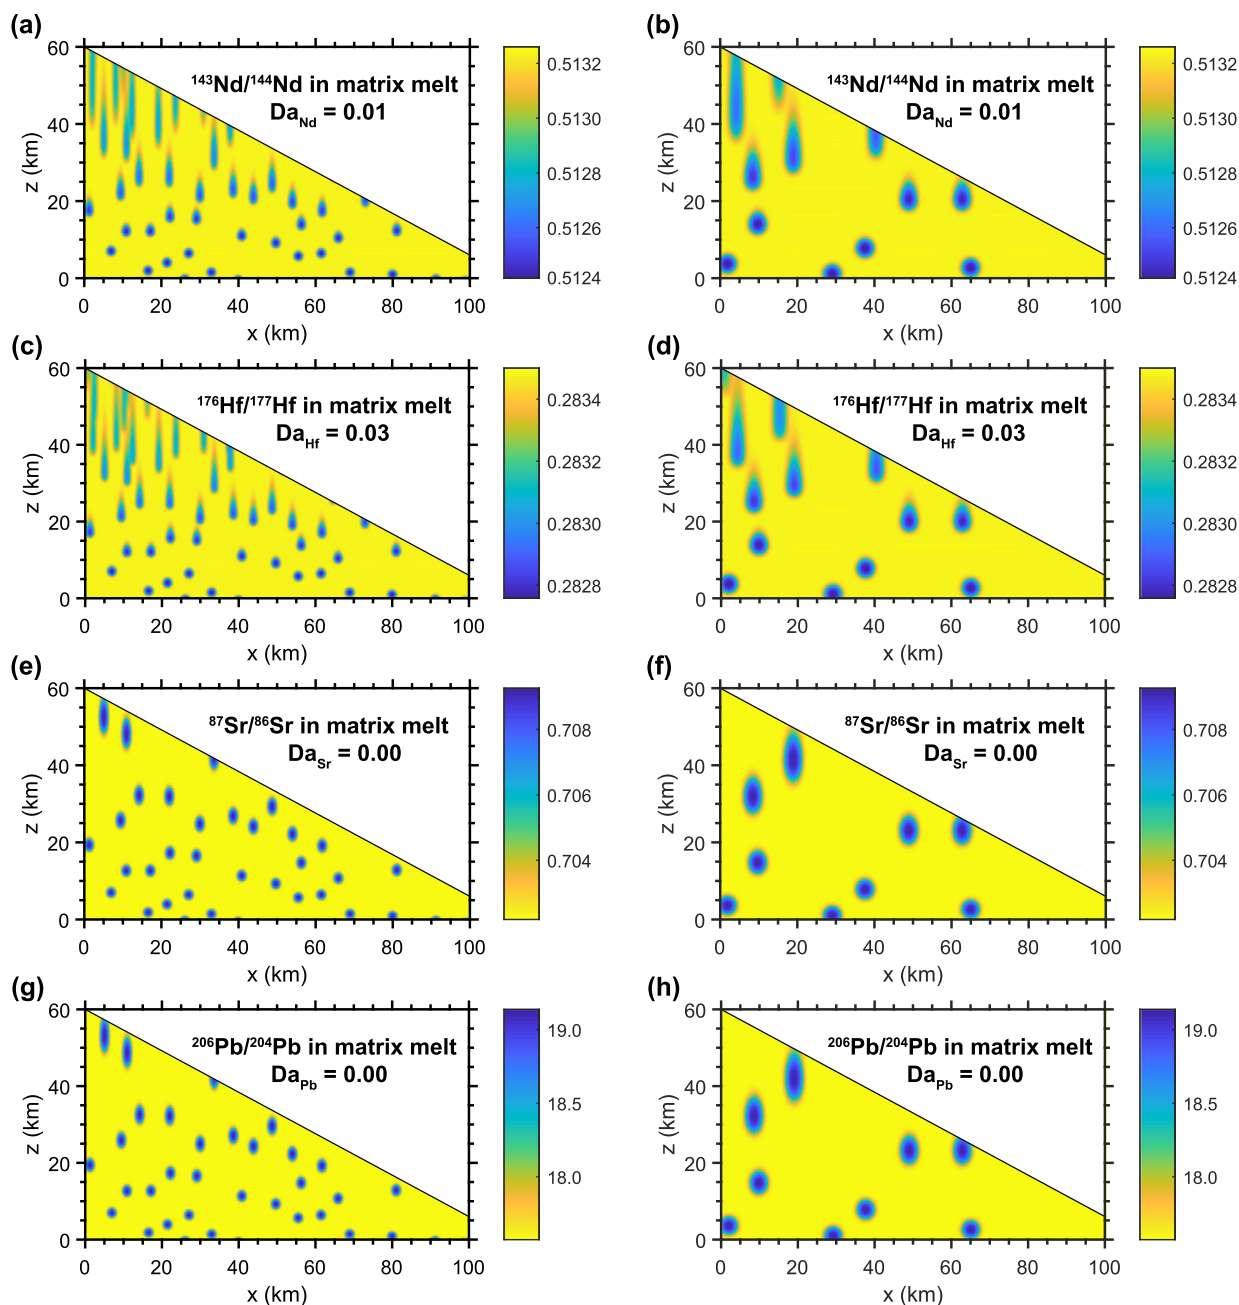 (a)
60
40
20
0
z (km)
¹⁴³Nd/¹⁴⁴Nd in matrix melt
Da_Nd = 0.01
0 20 40 60 80 100
x (km)
0.5132
0.5130
0.5128
0.5126
0.5124
(b)
60
40
20
0
z (km)
¹⁴³Nd/¹⁴⁴Nd in matrix melt
Da_Nd = 0.01
0 20 40 60 80 100
x (km)
0.5132
0.5130
0.5128
0.5126
0.5124
(c)
60
40
20
0
z (km)
¹⁷⁶Hf/¹⁷⁷Hf in matrix melt
Da_Hf = 0.03
0 20 40 60 80 100
x (km)
0.2834
0.2832
0.2830
0.2828
(d)
60
40
20
0
z (km)
¹⁷⁶Hf/¹⁷⁷Hf in matrix melt
Da_Hf = 0.03
0 20 40 60 80 100
x (km)
0.2834
0.2832
0.2830
0.2828
(e)
60
40
20
0
z (km)
⁸⁷Sr/⁸⁶Sr in matrix melt
Da_Sr = 0.00
0 20 40 60 80 100
x (km)
0.708
0.706
0.704
(f)
60
40
20
0
z (km)
⁸⁷Sr/⁸⁶Sr in matrix melt
Da_Sr = 0.00
0 20 40 60 80 100
x (km)
0.708
0.706
0.704
(g)
60
40
20
0
z (km)
²⁰⁶Pb/²⁰⁴Pb in matrix melt
Da_Pb = 0.00
0 20 40 60 80 100
x (km)
19.0
18.5
18.0
(h)
60
40
20
0
z (km)
²⁰⁶Pb/²⁰⁴Pb in matrix melt
Da_Pb = 0.00
0 20 40 60 80 100
x (km)
19.0
18.5
18.0